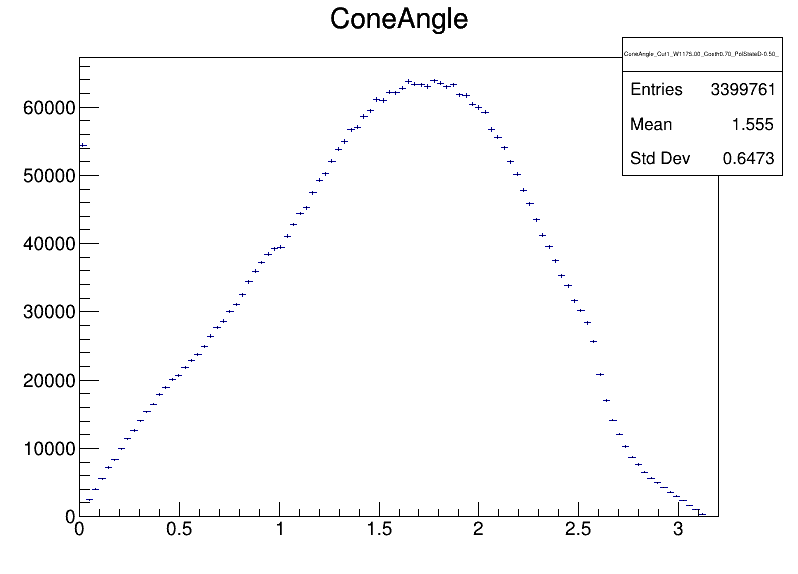 ConeAngle
ConeAngle_Cut1_W1175.00_Costh0.70_PolStateD-0.50_
Entries 3399761
Mean 1.555
Std Dev 0.6473
60000
50000
40000
30000
20000
10000
0
0 0.5 1 1.5 2 2.5 3